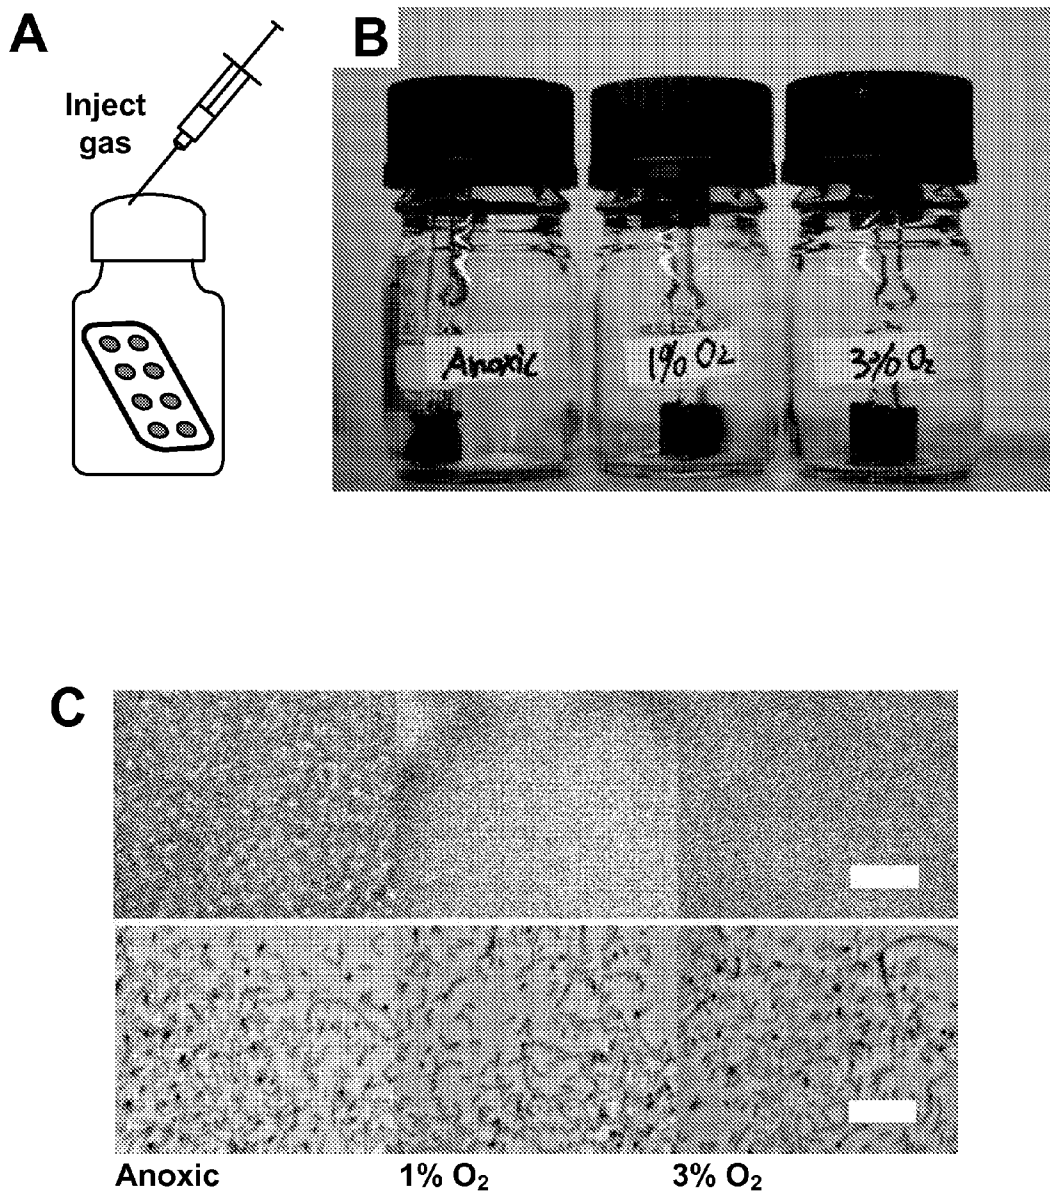 A
Inject
gas
B
Anoxic
1% O₂
3% O₂
C
Anoxic
1% O₂
3% O₂